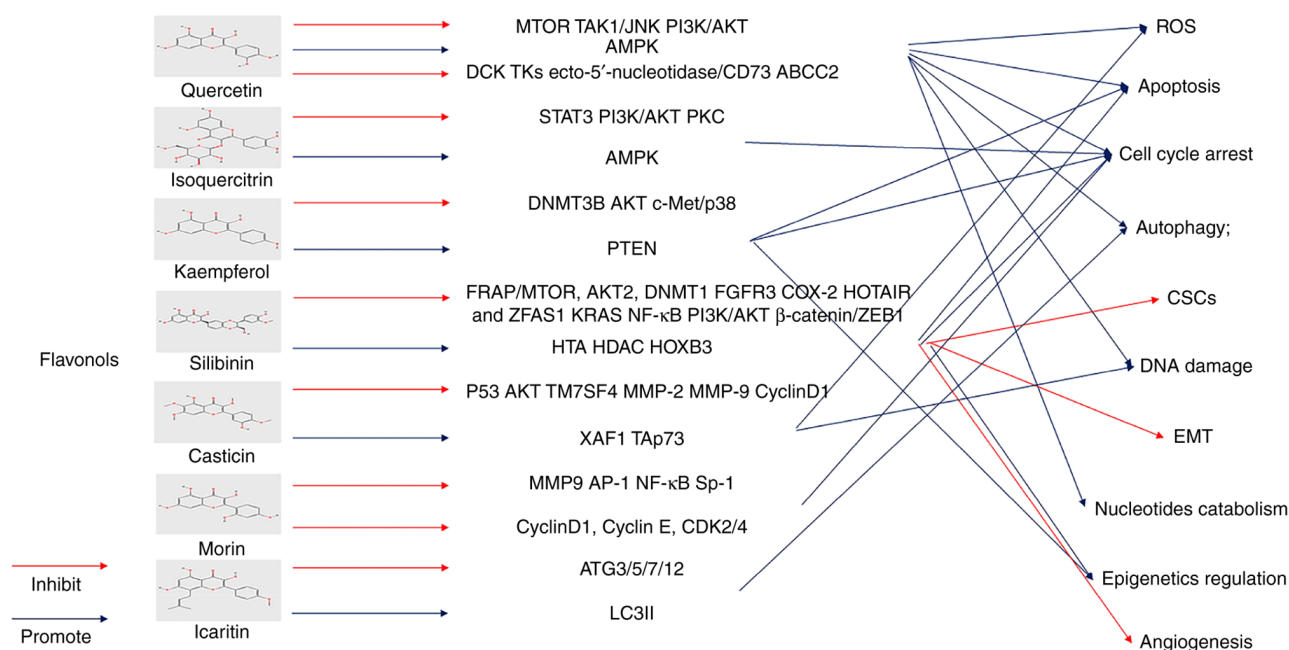 MTOR TAK1/JNK PI3K/AKT
AMPK
DCK TKs ecto-5′-nucleotidase/CD73 ABCC2
Quercetin
STAT3 PI3K/AKT PKC
AMPK
Isoquercitrin
DNMT3B AKT c-Met/p38
PTEN
Kaempferol
FRAP/MTOR, AKT2, DNMT1 FGFR3 COX-2 HOTAIR
and ZFAS1 KRAS NF-κB PI3K/AKT β-catenin/ZEB1
HTA HDAC HOXB3
Silibinin
Flavonols
P53 AKT TM7SF4 MMP-2 MMP-9 CyclinD1
XAF1 TAp73
Casticin
MMP9 AP-1 NF-κB Sp-1
CyclinD1, Cyclin E, CDK2/4
Morin
ATG3/5/7/12
LC3II
Icaritin
Inhibit
Promote
ROS
Apoptosis
Cell cycle arrest
Autophagy;
CSCs
DNA damage
EMT
Nucleotides catabolism
Epigenetics regulation
Angiogenesis